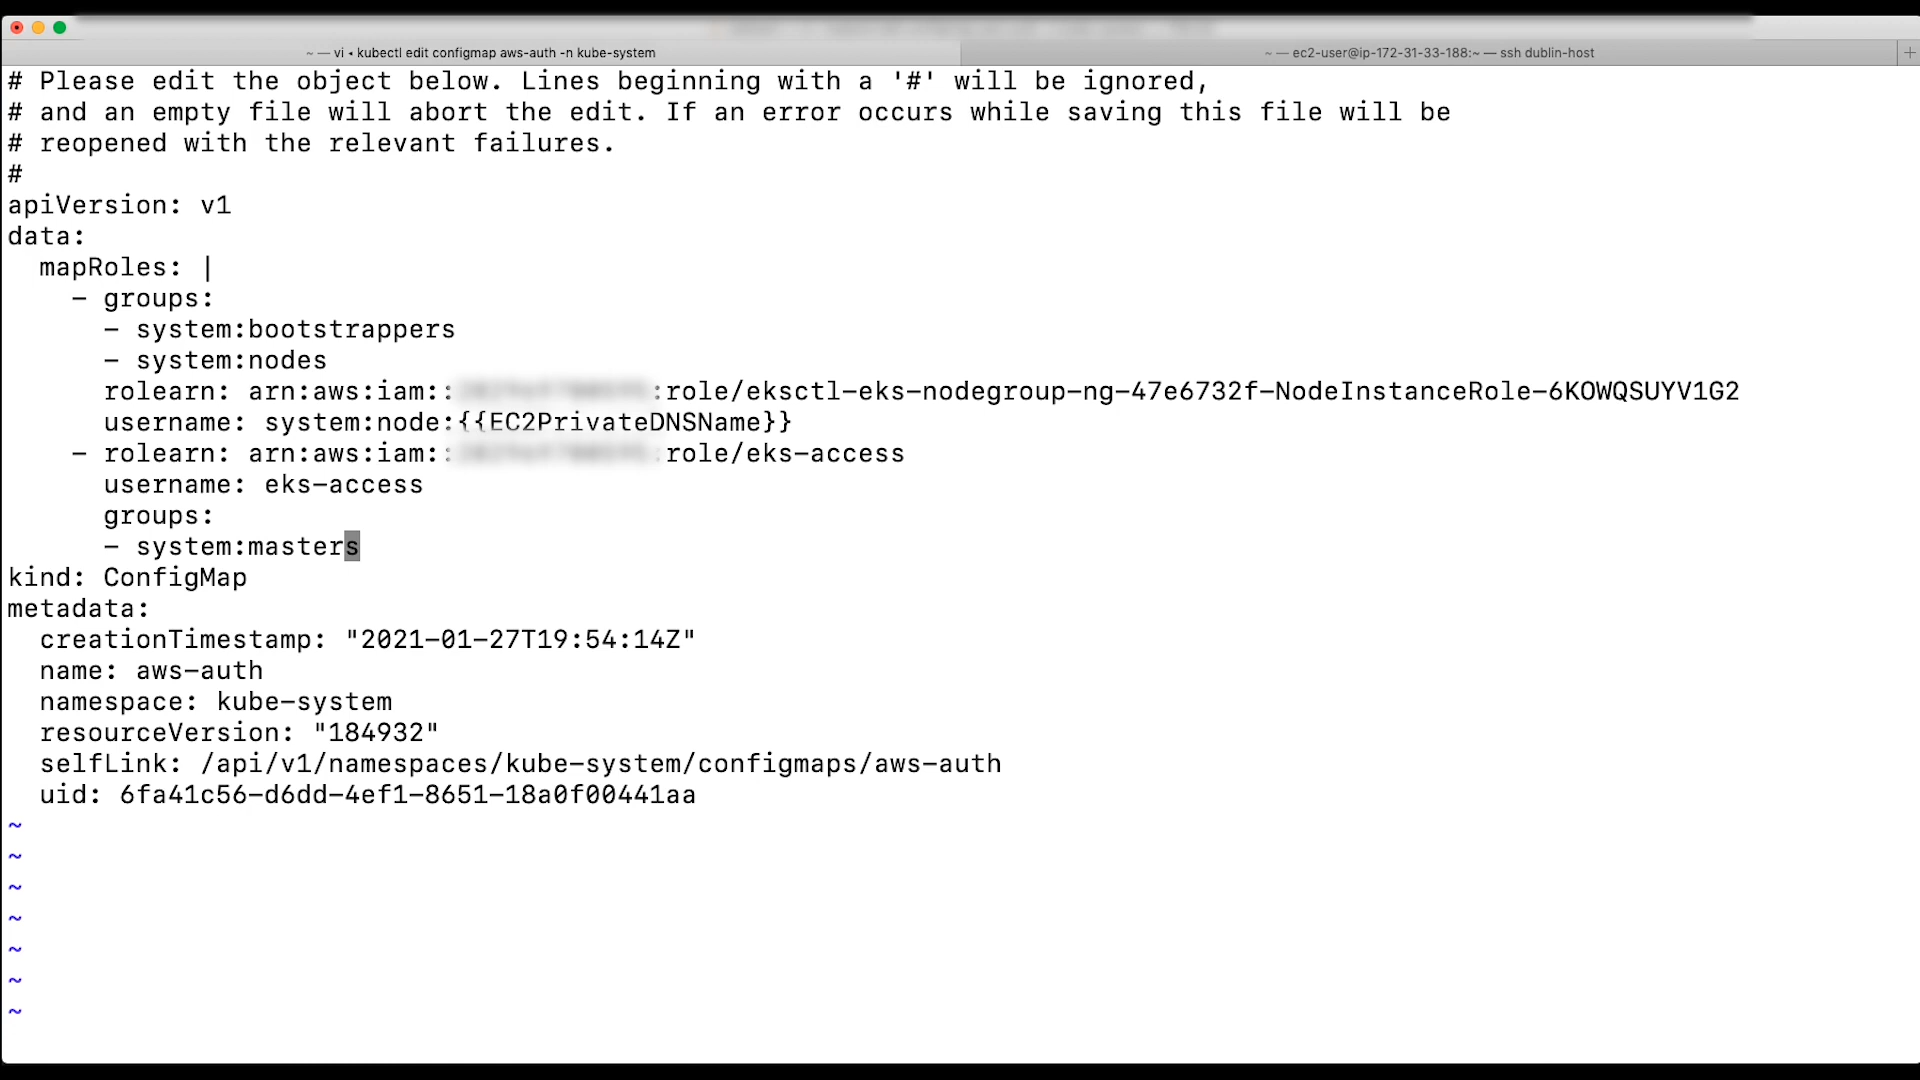 ~ — vi ◂ kubectl edit configmap aws-auth -n kube-system
~ — ec2-user@ip-172-31-33-188:~ — ssh dublin-host
# Please edit the object below. Lines beginning with a '#' will be ignored,
# and an empty file will abort the edit. If an error occurs while saving this file will be
# reopened with the relevant failures.
#
apiVersion: v1
data:
  mapRoles: |
    - groups:
      - system:bootstrappers
      - system:nodes
      rolearn: arn:aws:iam:: :role/eksctl-eks-nodegroup-ng-47e6732f-NodeInstanceRole-6KOWQSUYV1G2
      username: system:node:{{EC2PrivateDNSName}}
    - rolearn: arn:aws:iam:: :role/eks-access
      username: eks-access
      groups:
      - system:masters
kind: ConfigMap
metadata:
  creationTimestamp: "2021-01-27T19:54:14Z"
  name: aws-auth
  namespace: kube-system
  resourceVersion: "184932"
  selfLink: /api/v1/namespaces/kube-system/configmaps/aws-auth
  uid: 6fa41c56-d6dd-4ef1-8651-18a0f00441aa
~
~
~
~
~
~
~